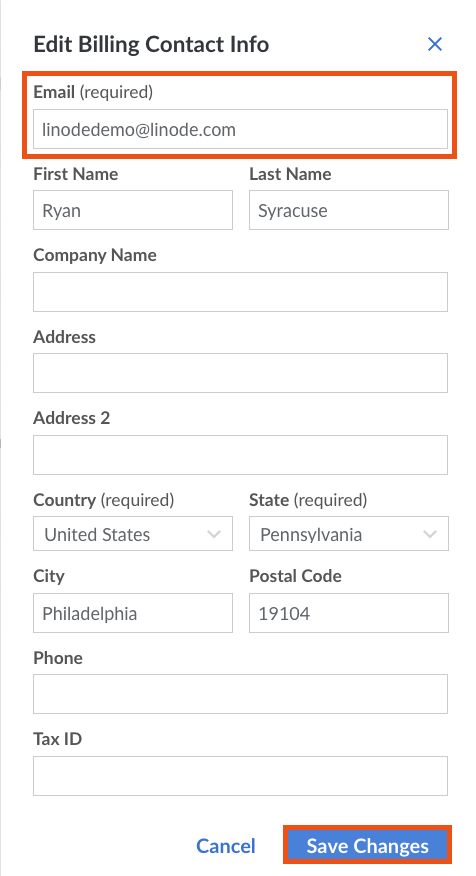 Edit Billing Contact Info
Email (required)
linodedemo@linode.com
First Name Last Name
Ryan Syracuse
Company Name
Address
Address 2
Country (required) State (required)
United States Pennsylvania
City Postal Code
Philadelphia 19104
Phone
Tax ID
Cancel Save Changes